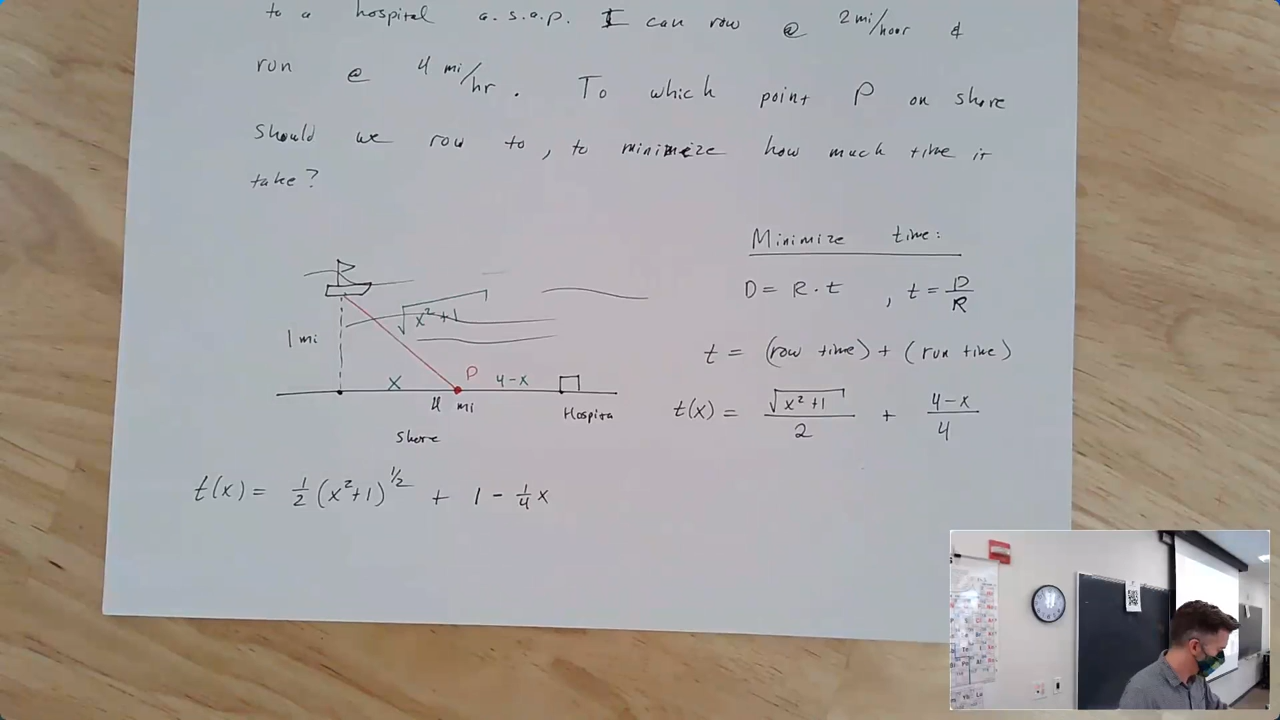 to a hospital a.s.a.p. I can row @ 2 mi/hour &
run @ 4 mi/hr. To which point P on shore
should we row to, to minimize how much time it
take?
Minimize time:
D = R · t , t = D/R
t = (row time) + (run time)
t(x) = √(x² + 1)/2 + (4-x)/4
√(x² + 1)
1 mi
P
x
4-x
4 mi
Hospita
shore
t(x) = 1/2 (x² + 1)^(1/2) + 1 - 1/4 x